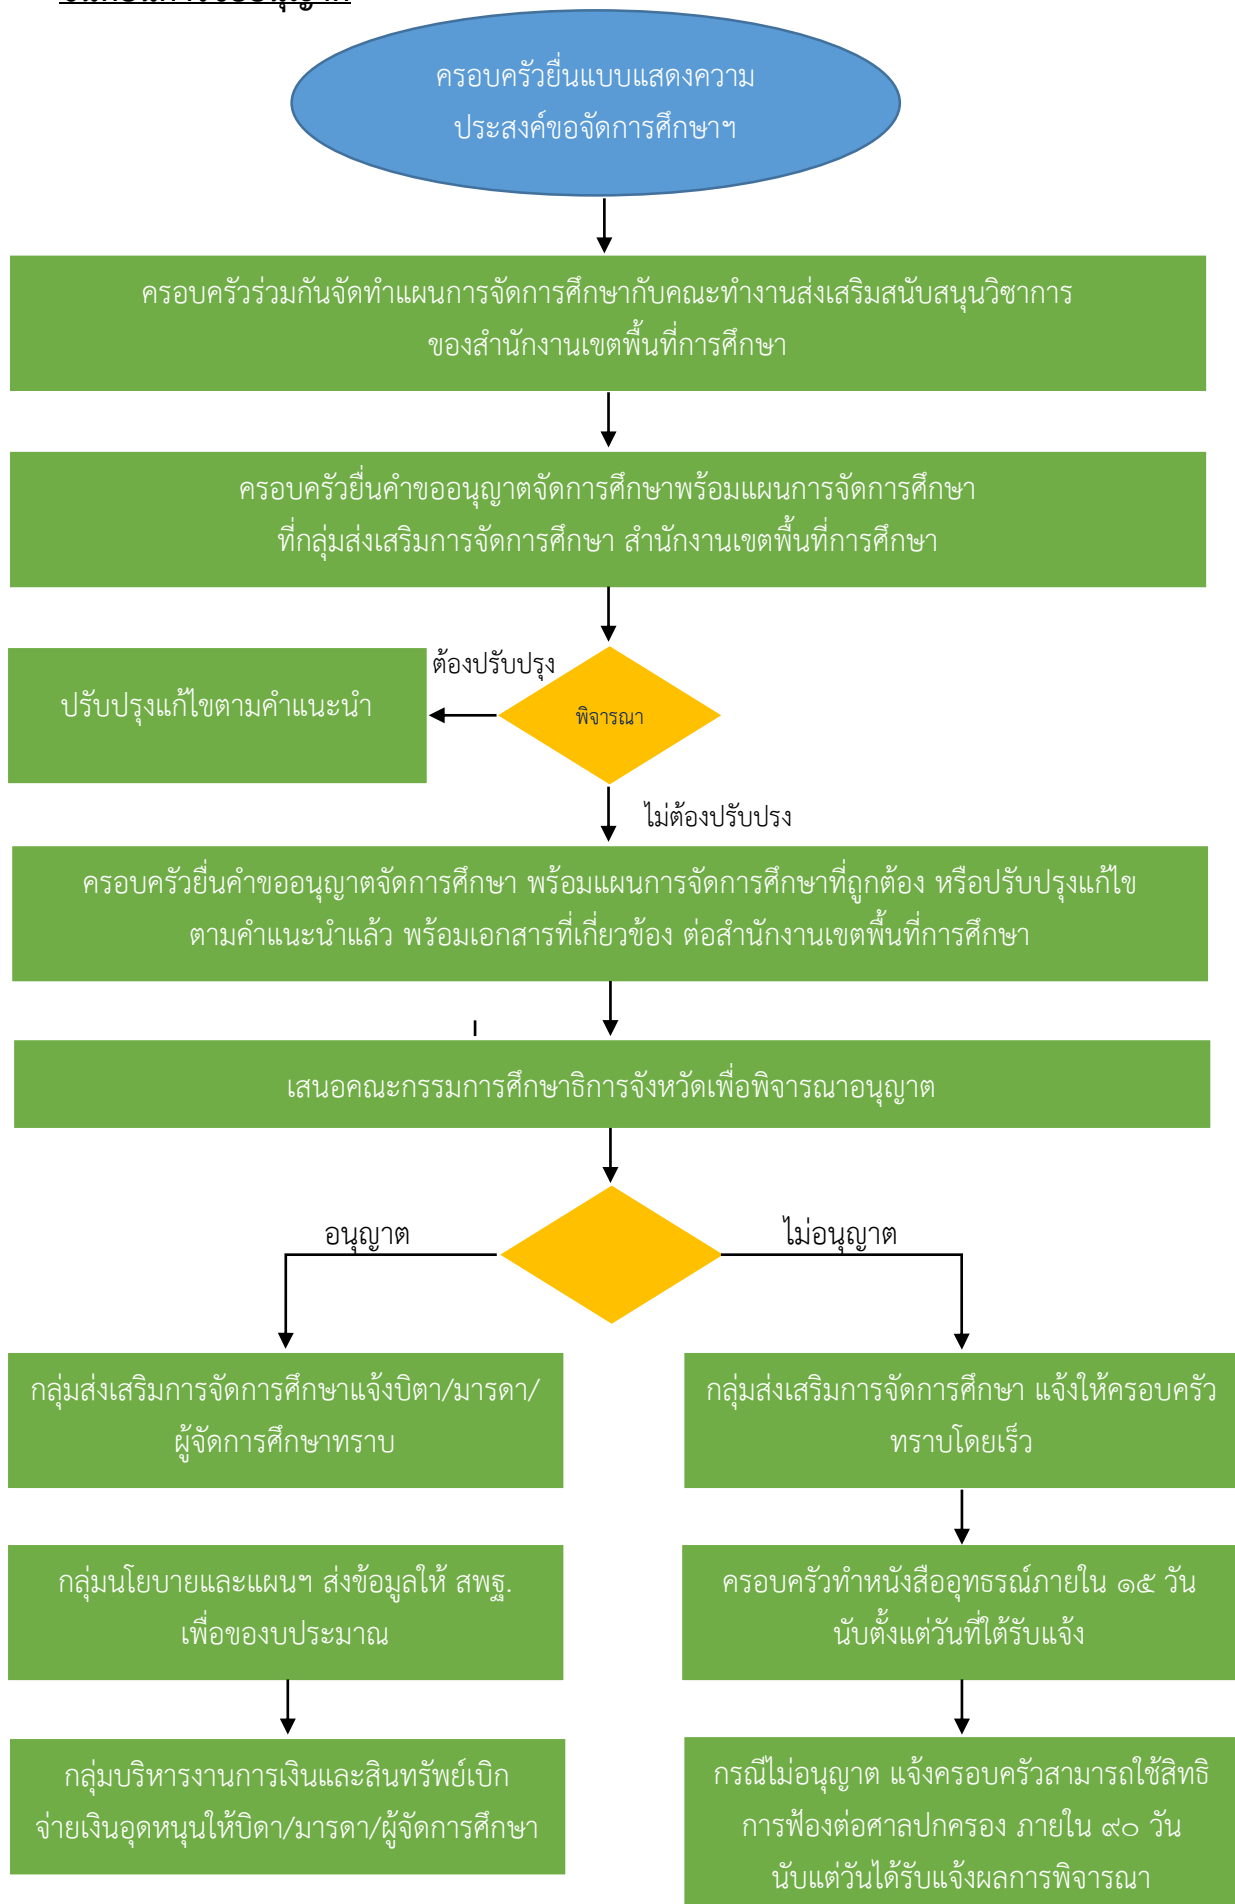 ครอบครัวยื่นแบบแสดงความ
ประสงค์ขอจัดการศึกษาฯ
ครอบครัวร่วมกันจัดทำแผนการจัดการศึกษากับคณะทำงานส่งเสริมสนับสนุนวิชาการ
ของสำนักงานเขตพื้นที่การศึกษา
ครอบครัวยื่นคำขออนุญาตจัดการศึกษาพร้อมแผนการจัดการศึกษา
ที่กลุ่มส่งเสริมการจัดการศึกษา สำนักงานเขตพื้นที่การศึกษา
ต้องปรับปรุง
ปรับปรุงแก้ไขตามคำแนะนำ
พิจารณา
ไม่ต้องปรับปรง
ครอบครัวยื่นคำขออนุญาตจัดการศึกษา พร้อมแผนการจัดการศึกษาที่ถูกต้อง หรือปรับปรุงแก้ไข
ตามคำแนะนำแล้ว พร้อมเอกสารที่เกี่ยวข้อง ต่อสำนักงานเขตพื้นที่การศึกษา
เสนอคณะกรรมการศึกษาธิการจังหวัดเพื่อพิจารณาอนุญาต
อนุญาต
ไม่อนุญาต
กลุ่มส่งเสริมการจัดการศึกษาแจ้งบิตา/มารดา/
ผู้จัดการศึกษาทราบ
กลุ่มส่งเสริมการจัดการศึกษา แจ้งให้ครอบครัว
ทราบโดยเร็ว
กลุ่มนโยบายและแผนฯ ส่งข้อมูลให้ สพฐ.
เพื่อของบประมาณ
ครอบครัวทำหนังสืออุทธรณ์ภายใน ๑๕ วัน
นับตั้งแต่วันที่ใต้รับแจ้ง
กลุ่มบริหารงานการเงินและสินทรัพย์เบิก
จ่ายเงินอุดหนุนให้บิดา/มารดา/ผู้จัดการศึกษา
กรณีไม่อนุญาต แจ้งครอบครัวสามารถใช้สิทธิ
การฟ้องต่อศาลปกครอง ภายใน ๙๐ วัน
นับแต่วันได้รับแจ้งผลการพิจารณา